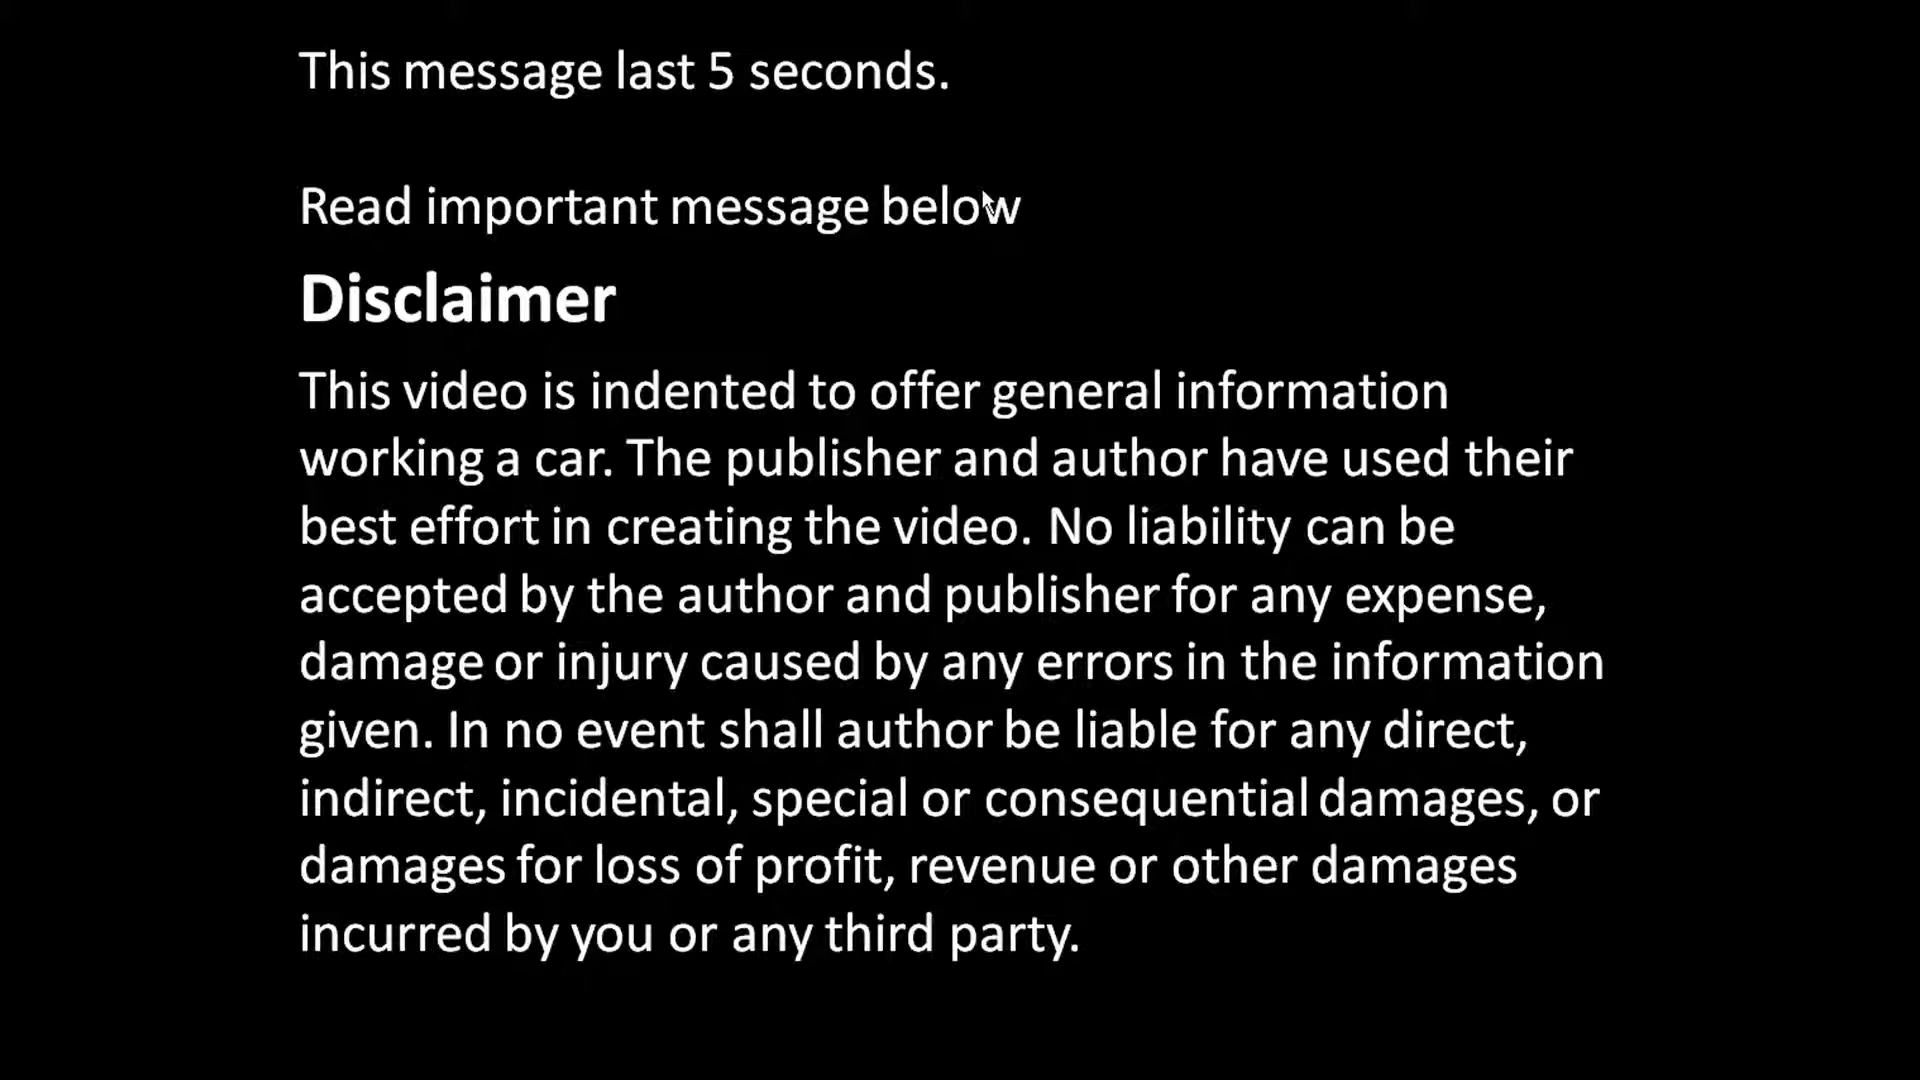 This message last 5 seconds.
Read important message below
Disclaimer
This video is indented to offer general information
working a car. The publisher and author have used their
best effort in creating the video. No liability can be
accepted by the author and publisher for any expense,
damage or injury caused by any errors in the information
given. In no event shall author be liable for any direct,
indirect, incidental, special or consequential damages, or
damages for loss of profit, revenue or other damages
incurred by you or any third party.